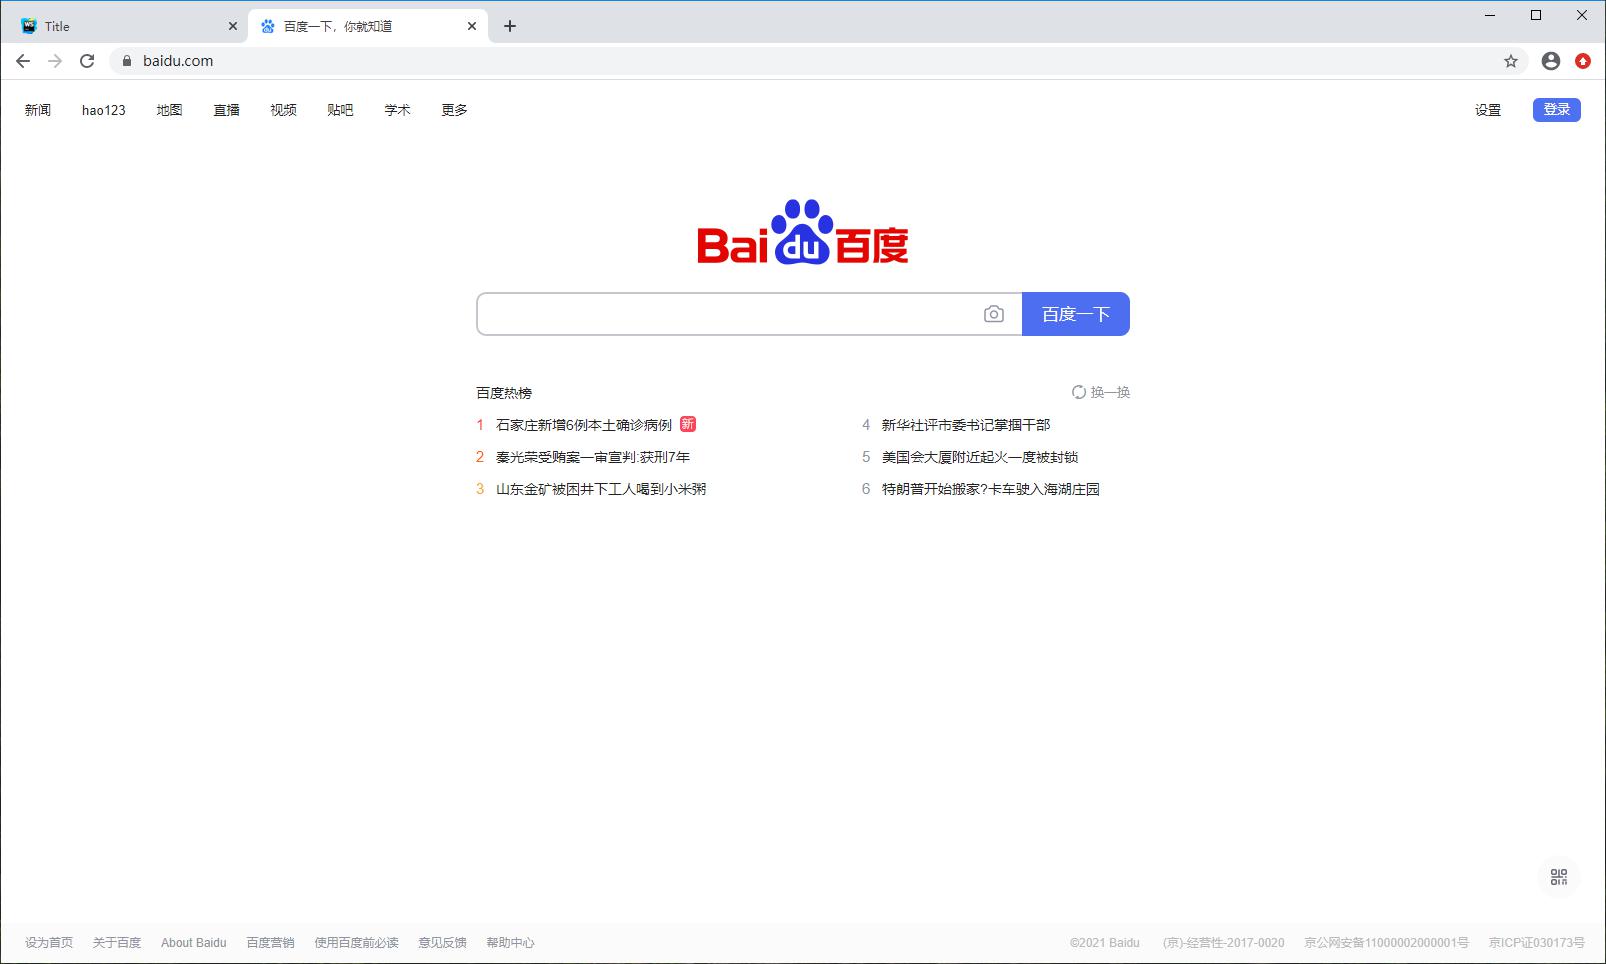 Title
百度一下，你就知道
baidu.com
新闻 hao123 地图 直播 视频 贴吧 学术 更多 设置 登录
Bai du 百度
百度一下
百度热榜 换一换
1 石家庄新增6例本土确诊病例 新
2 秦光荣受贿案一审宣判:获刑7年
3 山东金矿被困井下工人喝到小米粥
4 新华社评市委书记掌掴干部
5 美国会大厦附近起火一度被封锁
6 特朗普开始搬家?卡车驶入海湖庄园
设为首页 关于百度 About Baidu 百度营销 使用百度前必读 意见反馈 帮助中心 ©2021 Baidu (京)-经营性-2017-0020 京公网安备11000002000001号 京ICP证030173号